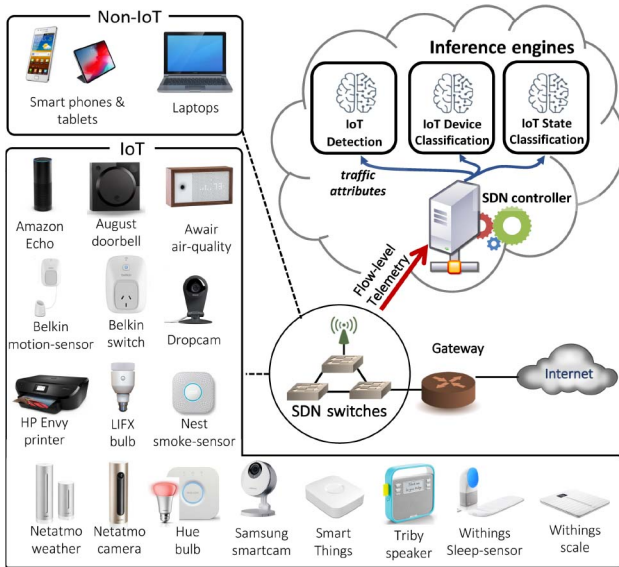 Non-IoT
Smart phones &
tablets
Laptops
IoT
Amazon
Echo
August
doorbell
Awair
air-quality
Belkin
motion-sensor
Belkin
switch
Dropcam
HP Envy
printer
LIFX
bulb
Nest
smoke-sensor
Netatmo
weather
Netatmo
camera
Hue
bulb
Samsung
smartcam
Smart
Things
Triby
speaker
Withings
Sleep-sensor
Withings
scale
Inference engines
IoT
Detection
IoT Device
Classification
IoT State
Classification
traffic
attributes
SDN controller
Flow-level
Telemetry
SDN switches
Gateway
Internet